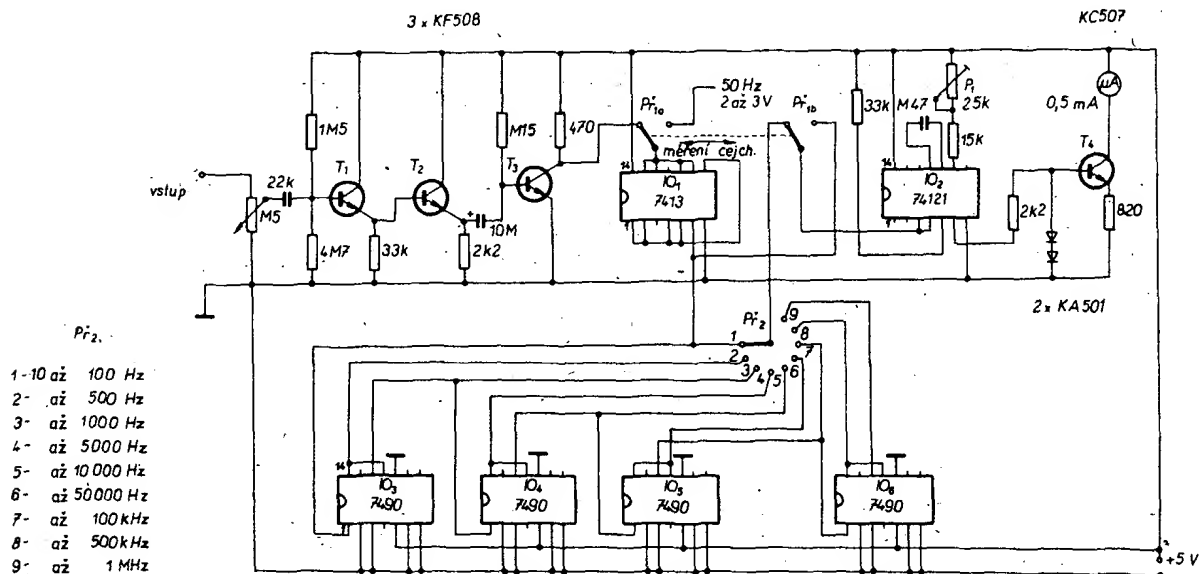 3 x KF508
KC507
50 Hz
2 až 3V
Př1a
Př1b
měření cejch.
1M5
M15
470
33k
M47
P1
25k
15k
µA
0,5 mA
T1
T2
T3
T4
vstup
22k
M5
4M7
33k
2k2
10M
14
IO1
7413
14
IO2
74121
2k2
820
2 x KA501
Př2
1
2
3
4
5
6
7
8
9
Př2.
1-10 až 100 Hz
2- až 500 Hz
3- až 1000 Hz
4- až 5000 Hz
5- až 10 000 Hz
6- až 50 000 Hz
7- až 100 kHz
8- až 500 kHz
9- až 1 MHz
14
IO3
7490
IO4
7490
IO5
7490
IO6
7490
+5 V